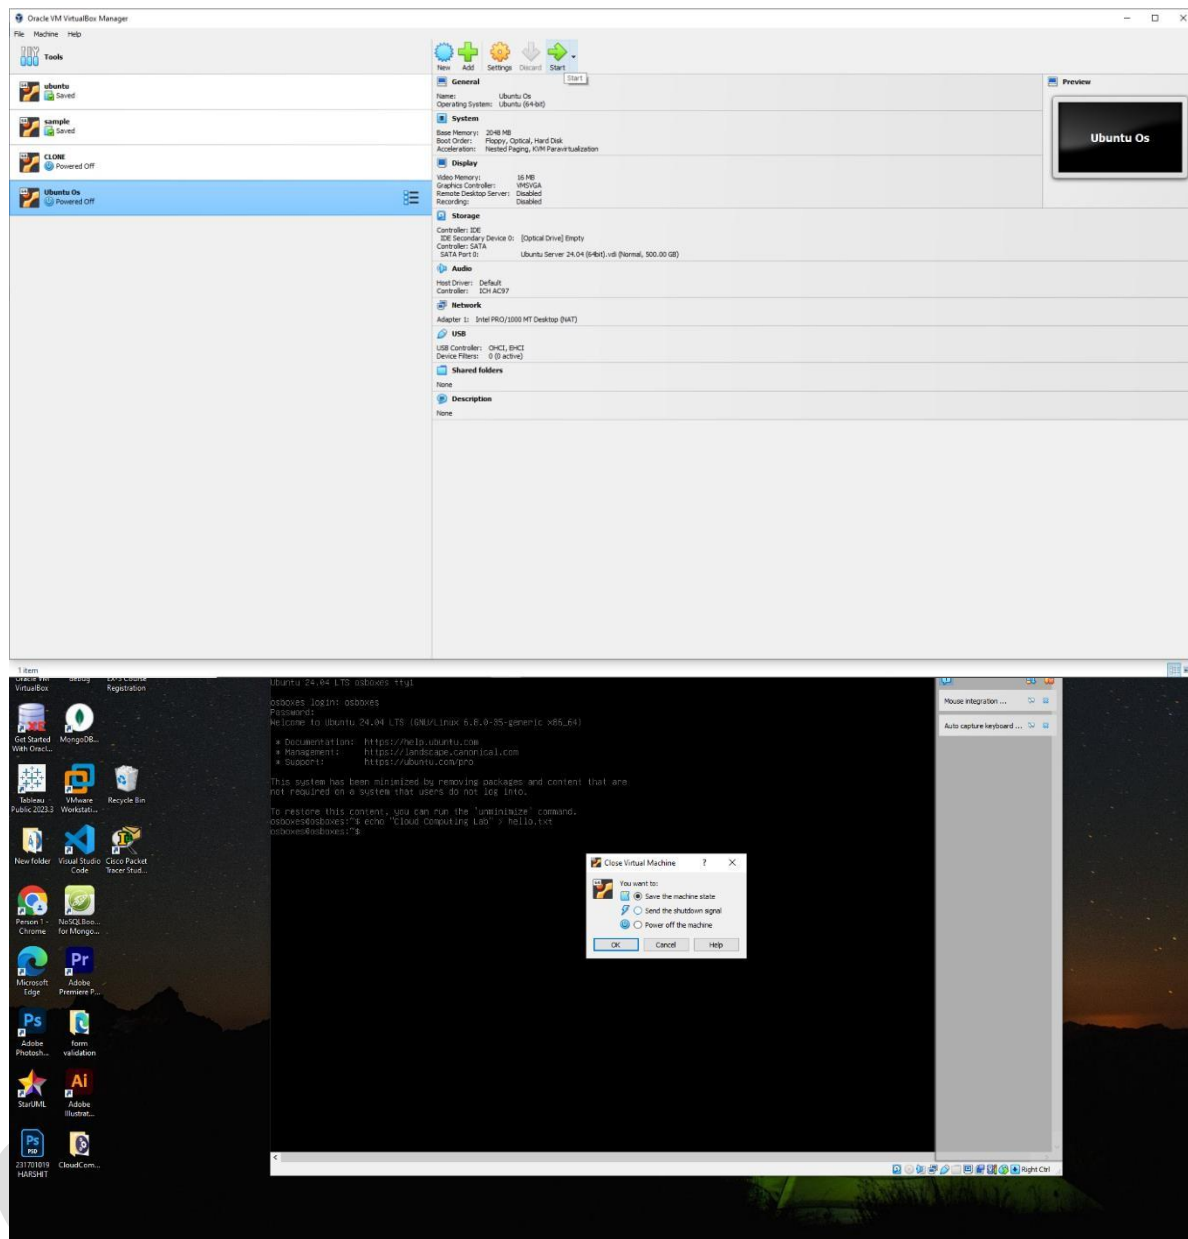 Oracle VM VirtualBox Manager
File Machine Help
Tools
New Add Settings Discard Start
Start
ubuntu
Saved
sample
Saved
CLONE
Powered Off
Ubuntu Os
Powered Off
General
Name: Ubuntu Os
Operating System: Ubuntu (64-bit)
System
Base Memory: 2048 MB
Boot Order: Floppy, Optical, Hard Disk
Acceleration: Nested Paging, KVM Paravirtualization
Display
Video Memory: 16 MB
Graphics Controller: VMSVGA
Remote Desktop Server: Disabled
Recording: Disabled
Storage
Controller: IDE
IDE Secondary Device 0: [Optical Drive] Empty
Controller: SATA
SATA Port 0: Ubuntu Server 24.04 (64bit).vdi (Normal, 500.00 GB)
Audio
Host Driver: Default
Controller: ICH AC97
Network
Adapter 1: Intel PRO/1000 MT Desktop (NAT)
USB
USB Controller: OHCI, EHCI
Device Filters: 0 (0 active)
Shared folders
None
Description
None
Preview
Ubuntu Os
1 item
Oracle VM
VirtualBox
debug
EX-5 Course
Registration
Get Started
With Oracl...
MongoDB...
Tableau
Public 2023.3
VMware
Workstati...
Recycle Bin
New folder
Visual Studio
Code
Cisco Packet
Tracer Stud...
Person 1 -
Chrome
NoSQLBoo...
for Mongo...
Microsoft
Edge
Pr
Adobe
Premiere P...
Ps
Adobe
Photosh...
form
validation
StarUML
Ai
Adobe
Illustrat...
Ps
PSD
231701019
HARSHIT
CloudCom...
Ubuntu 24.04 LTS osboxes tty1
osboxes login: osboxes
Password:
Welcome to Ubuntu 24.04 LTS (GNU/Linux 6.8.0-35-generic x86_64)
* Documentation: https://help.ubuntu.com
* Management: https://landscape.canonical.com
* Support: https://ubuntu.com/pro
This system has been minimized by removing packages and content that are
not required on a system that users do not log into.
To restore this content, you can run the 'unminimize' command.
osboxes@osboxes:~$ echo "Cloud Computing Lab" > hello.txt
osboxes@osboxes:~$
Close Virtual Machine ? X
You want to:
Save the machine state
Send the shutdown signal
Power off the machine
OK Cancel Help
Mouse integration ...
Auto capture keyboard ...
Right Ctrl